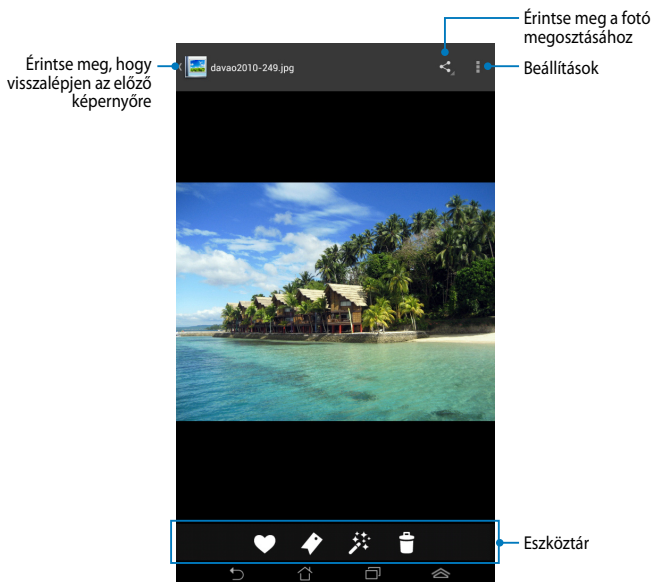 Érintse meg a fotó
megosztásához
Érintse meg, hogy
visszalépjen az előző
képernyőre
davao2010-249.jpg
Beállítások
Eszköztár